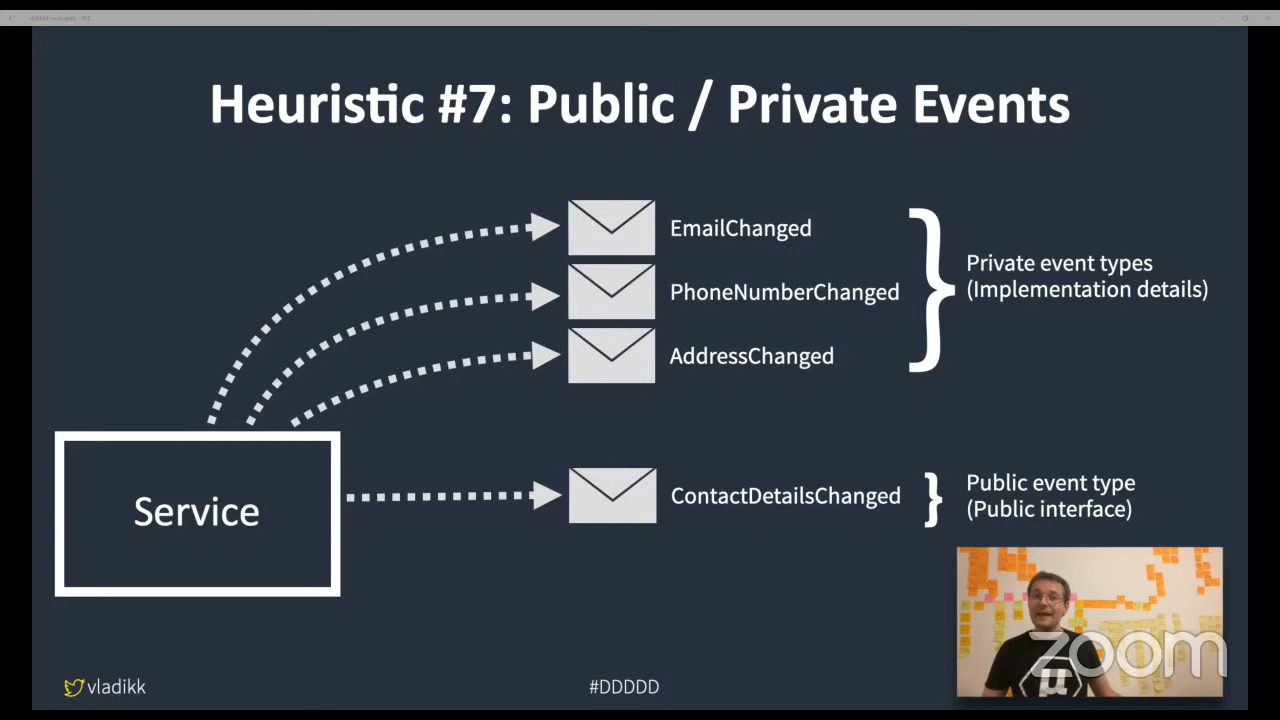 Heuristic #7: Public / Private Events
EmailChanged
PhoneNumberChanged
AddressChanged
Private event types
(Implementation details)
Service
ContactDetailsChanged
Public event type
(Public interface)
zoom
µ
vladikk
#DDDDD